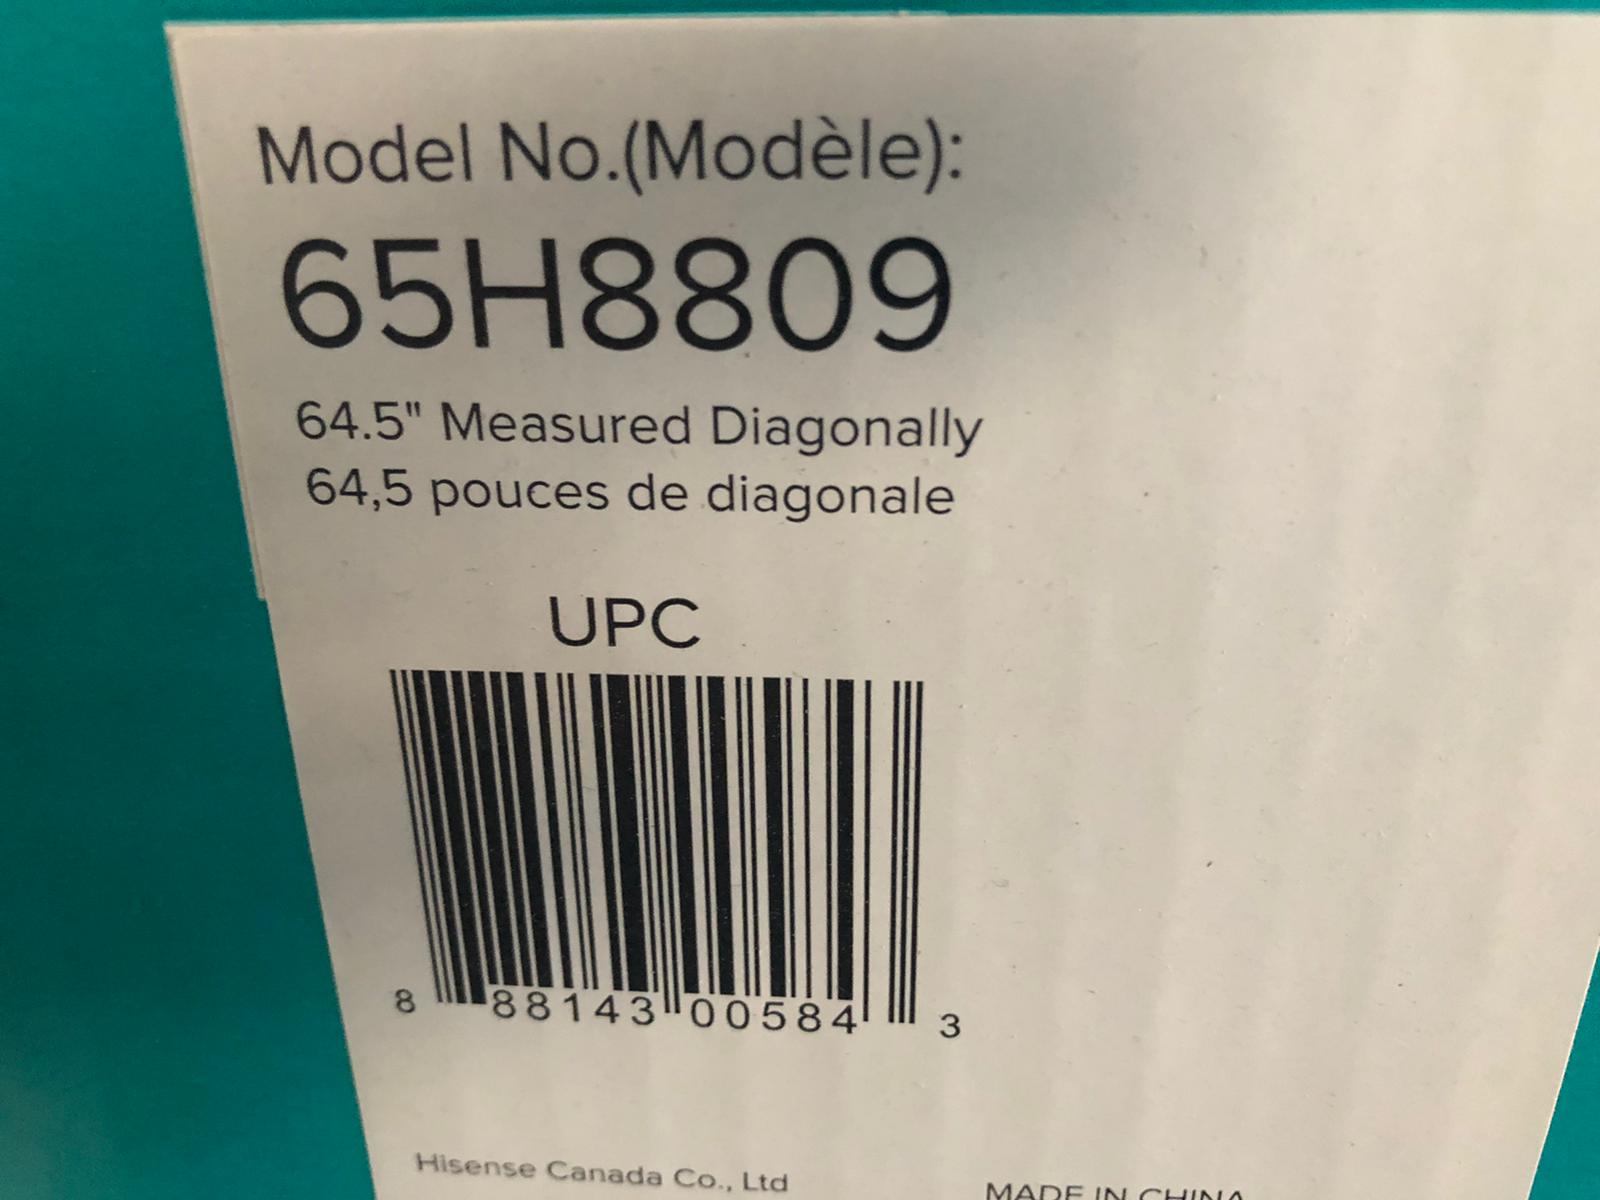 Model No.(Modèle):
65H8809
64.5" Measured Diagonally
64,5 pouces de diagonale
UPC
8 88143 00584 3
Hisense Canada Co., Ltd
MADE IN CHINA